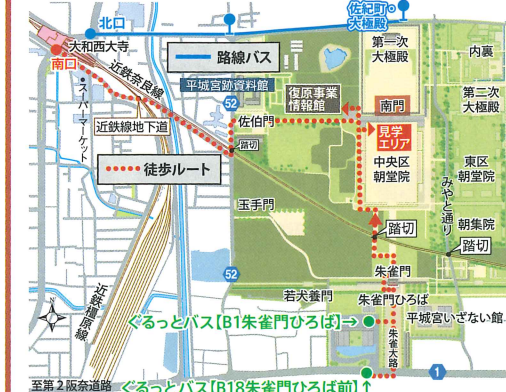 北口
佐紀町・
大極殿
大和西大寺
南口
近鉄奈良線
路線バス
第一次
大極殿
内裏
平城宮跡資料館
復原事業
情報館
第二次
大極殿
スーパーマーケット
近鉄線地下道
52
佐伯門
南門
見学
エリア
踏切
徒歩ルート
中央区
朝堂院
東区
朝堂院
みやと通り
玉手門
朝集院
踏切
踏切
52
朱雀門
近鉄橿原線
若犬養門
朱雀門ひろば
平城宮いざない館
N
ぐるっとバス【B1朱雀門ひろば】→
朱雀大路
1
至第2阪奈道路
ぐるっとバス【B18朱雀門ひろば前】↑